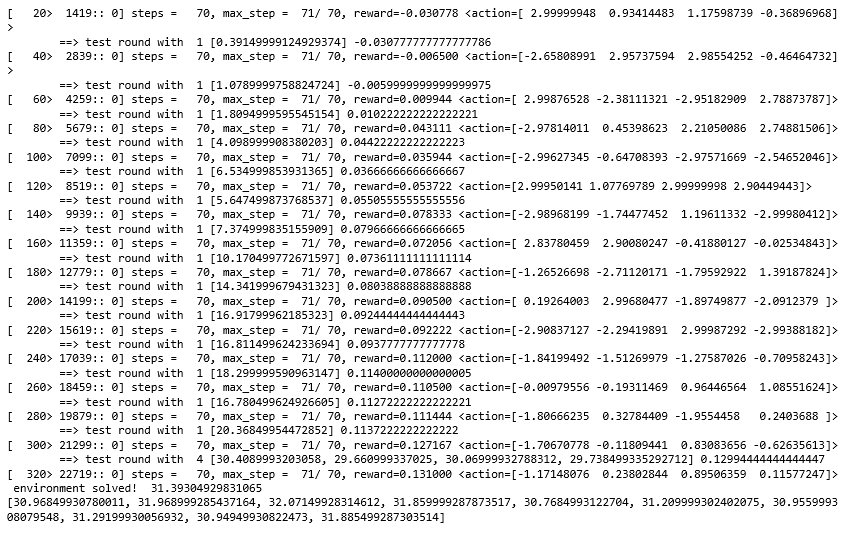 [   20>  1419:: 0] steps =   70, max_step =  71/ 70, reward=-0.030778 <action=[ 2.99999948  0.93414483  1.17598739 -0.36896968]
>
        ==> test round with  1 [0.39149999124929374] -0.030777777777777786
[   40>  2839:: 0] steps =   70, max_step =  71/ 70, reward=-0.006500 <action=[-2.65808991  2.95737594  2.98554252 -0.46464732]
>
        ==> test round with  1 [1.0789999758824724] -0.0059999999999999975
[   60>  4259:: 0] steps =   70, max_step =  71/ 70, reward=0.009944 <action=[ 2.99876528 -2.38111321 -2.95182909  2.78873787]>
        ==> test round with  1 [1.8094999595545154] 0.010222222222222221
[   80>  5679:: 0] steps =   70, max_step =  71/ 70, reward=0.043111 <action=[-2.97814011  0.45398623  2.21050086  2.74881506]>
        ==> test round with  1 [4.098999908380203] 0.04422222222222223
[  100>  7099:: 0] steps =   70, max_step =  71/ 70, reward=0.035944 <action=[-2.99627345 -0.64708393 -2.97571669 -2.54652046]>
        ==> test round with  1 [6.534999853931365] 0.03666666666666667
[  120>  8519:: 0] steps =   70, max_step =  71/ 70, reward=0.053722 <action=[2.99950141 1.07769789 2.99999998 2.90449443]>
        ==> test round with  1 [5.647499873768537] 0.05505555555555556
[  140>  9939:: 0] steps =   70, max_step =  71/ 70, reward=0.078333 <action=[-2.98968199 -1.74477452  1.19611332 -2.99980412]>
        ==> test round with  1 [7.374999835155909] 0.07966666666666665
[  160> 11359:: 0] steps =   70, max_step =  71/ 70, reward=0.072056 <action=[ 2.83780459  2.90080247 -0.41880127 -0.02534843]>
        ==> test round with  1 [10.170499772671597] 0.07361111111111114
[  180> 12779:: 0] steps =   70, max_step =  71/ 70, reward=0.078667 <action=[-1.26526698 -2.71120171 -1.79592922  1.39187824]>
        ==> test round with  1 [14.341999679431323] 0.08038888888888888
[  200> 14199:: 0] steps =   70, max_step =  71/ 70, reward=0.090500 <action=[ 0.19264003  2.99680477 -1.89749877 -2.0912379 ]>
        ==> test round with  1 [16.91799962185323] 0.09244444444444443
[  220> 15619:: 0] steps =   70, max_step =  71/ 70, reward=0.092222 <action=[-2.90837127 -2.29419891  2.99987292 -2.99388182]>
        ==> test round with  1 [16.811499624233694] 0.0937777777777778
[  240> 17039:: 0] steps =   70, max_step =  71/ 70, reward=0.112000 <action=[-1.84199492 -1.51269979 -1.27587026 -0.70958243]>
        ==> test round with  1 [18.299999590963147] 0.11400000000000005
[  260> 18459:: 0] steps =   70, max_step =  71/ 70, reward=0.110500 <action=[-0.00979556 -0.19311469  0.96446564  1.08551624]>
        ==> test round with  1 [16.780499624926605] 0.11272222222222221
[  280> 19879:: 0] steps =   70, max_step =  71/ 70, reward=0.111444 <action=[-1.80666235  0.32784409 -1.9554458   0.2403688 ]>
        ==> test round with  1 [20.36849954472852] 0.1137222222222222
[  300> 21299:: 0] steps =   70, max_step =  71/ 70, reward=0.127167 <action=[-1.70670778 -0.11809441  0.83083656 -0.62635613]>
        ==> test round with  4 [30.4089993203058, 29.660999337025, 30.06999932788312, 29.738499335292712] 0.12994444444444447
[  320> 22719:: 0] steps =   70, max_step =  71/ 70, reward=0.131000 <action=[-1.17148076  0.23802844  0.89506359  0.11577247]>
 environment solved!  31.39304929831065
[30.96849930780011, 31.968999285437164, 32.07149928314612, 31.859999287873517, 30.7684993122704, 31.209999302402075, 30.9559993
08079548, 31.29199930056932, 30.94949930822473, 31.885499287303514]